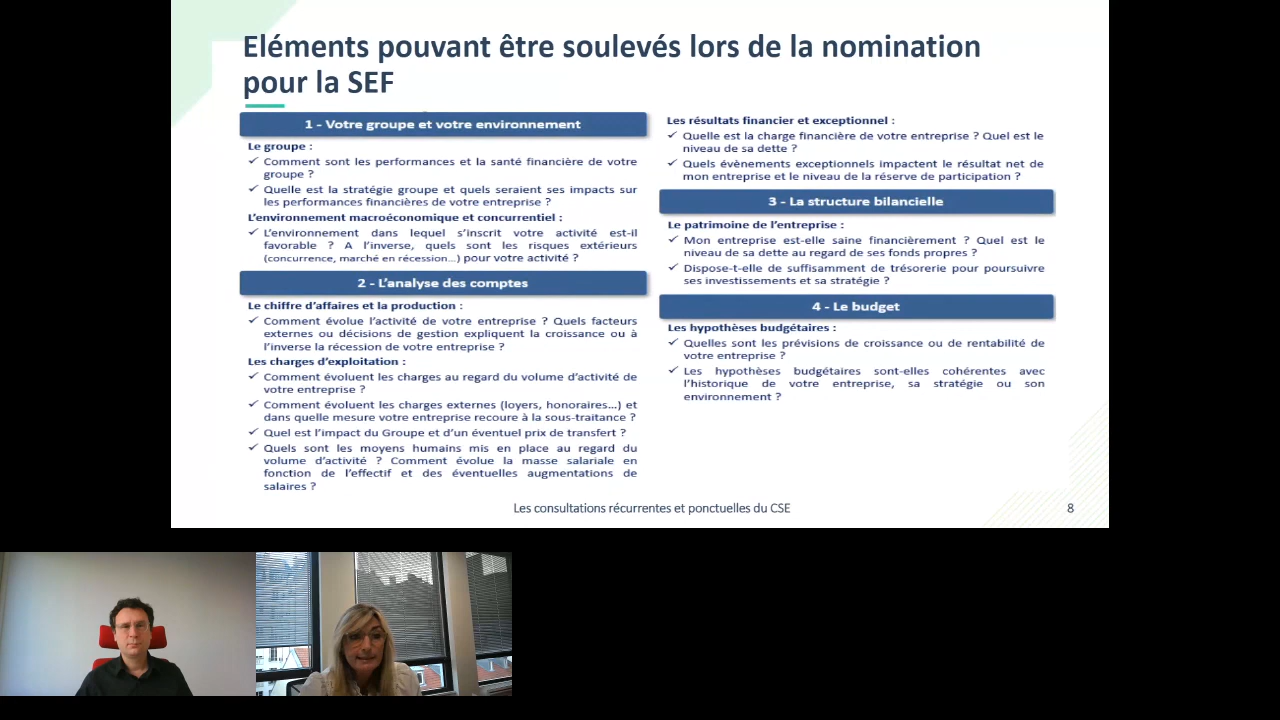 Eléments pouvant être soulevés lors de la nomination
pour la SEF
1 - Votre groupe et votre environnement
Le groupe :
✓ Comment sont les performances et la santé financière de votre
groupe ?
✓ Quelle est la stratégie groupe et quels seraient ses impacts sur
les performances financières de votre entreprise ?
L’environnement macroéconomique et concurrentiel :
✓ L’environnement dans lequel s’inscrit votre activité est-il
favorable ? A l’inverse, quels sont les risques extérieurs
(concurrence, marché en récession…) pour votre activité ?
2 - L’analyse des comptes
Le chiffre d’affaires et la production :
✓ Comment évolue l’activité de votre entreprise ? Quels facteurs
externes ou décisions de gestion expliquent la croissance ou à
l’inverse la récession de votre entreprise ?
Les charges d’exploitation :
✓ Comment évoluent les charges au regard du volume d’activité de
votre entreprise ?
✓ Comment évoluent les charges externes (loyers, honoraires…) et
dans quelle mesure votre entreprise recoure à la sous-traitance ?
✓ Quel est l’impact du Groupe et d’un éventuel prix de transfert ?
✓ Quels sont les moyens humains mis en place au regard du
volume d’activité ? Comment évolue la masse salariale en
fonction de l’effectif et des éventuelles augmentations de
salaires ?
Les résultats financier et exceptionnel :
✓ Quelle est la charge financière de votre entreprise ? Quel est le
niveau de sa dette ?
✓ Quels évènements exceptionnels impactent le résultat net de
mon entreprise et le niveau de la réserve de participation ?
3 - La structure bilancielle
Le patrimoine de l’entreprise :
✓ Mon entreprise est-elle saine financièrement ? Quel est le
niveau de sa dette au regard de ses fonds propres ?
✓ Dispose-t-elle de suffisamment de trésorerie pour poursuivre
ses investissements et sa stratégie ?
4 - Le budget
Les hypothèses budgétaires :
✓ Quelles sont les prévisions de croissance ou de rentabilité de
votre entreprise ?
✓ Les hypothèses budgétaires sont-elles cohérentes avec
l’historique de votre entreprise, sa stratégie ou son
environnement ?
Les consultations récurrentes et ponctuelles du CSE
8